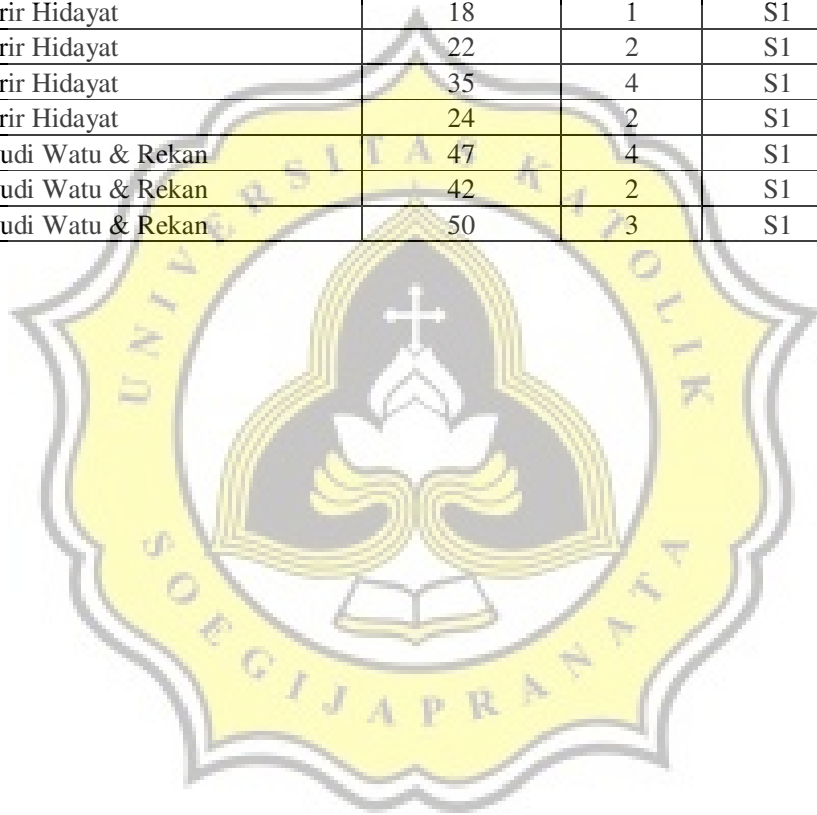 rir Hidayat 18 1 S1
rir Hidayat 22 2 S1
rir Hidayat 35 4 S1
rir Hidayat 24 2 S1
udi Watu & Rekan 47 4 S1
udi Watu & Rekan 42 2 S1
udi Watu & Rekan 50 3 S1
UNIVERSITAS KATOLIK
SOEGIJAPRANATA